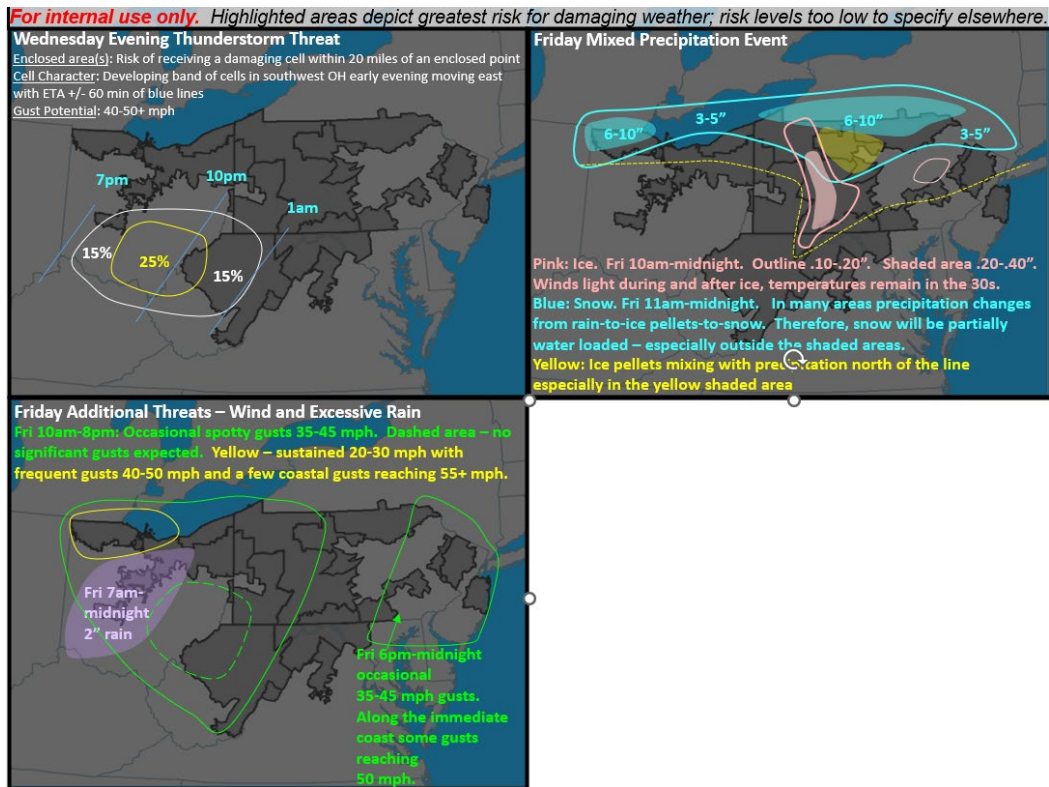 For internal use only. Highlighted areas depict greatest risk for damaging weather; risk levels too low to specify elsewhere.
Wednesday Evening Thunderstorm Threat
Enclosed area(s): Risk of receiving a damaging cell within 20 miles of an enclosed point
Cell Character: Developing band of cells in southwest OH early evening moving east
with ETA +/- 60 min of blue lines
Gust Potential: 40-50+ mph
7pm
10pm
1am
15%
25%
15%
Friday Mixed Precipitation Event
6-10”
3-5”
6-10”
3-5”
Pink: Ice. Fri 10am-midnight. Outline .10-.20”. Shaded area .20-.40”.
Winds light during and after ice, temperatures remain in the 30s.
Blue: Snow. Fri 11am-midnight. In many areas precipitation changes
from rain-to-ice pellets-to-snow. Therefore, snow will be partially
water loaded – especially outside the shaded areas.
Yellow: Ice pellets mixing with precipitation north of the line
especially in the yellow shaded area
Friday Additional Threats – Wind and Excessive Rain
Fri 10am-8pm: Occasional spotty gusts 35-45 mph. Dashed area – no
significant gusts expected. Yellow – sustained 20-30 mph with
frequent gusts 40-50 mph and a few coastal gusts reaching 55+ mph.
Fri 7am-
midnight
2” rain
Fri 6pm-midnight
occasional
35-45 mph gusts.
Along the immediate
coast some gusts
reaching
50 mph.